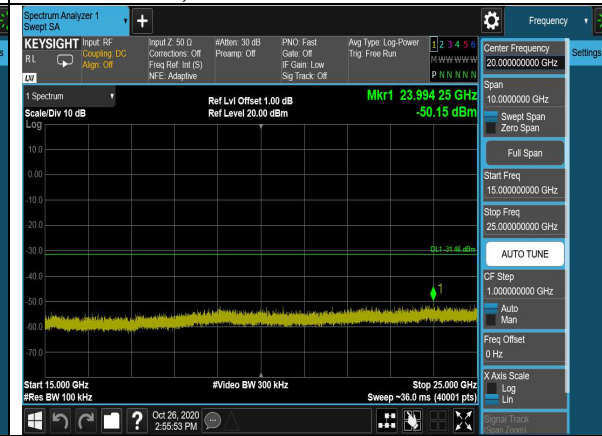 Spectrum Analyzer 1
Swept SA
+
Frequency
KEYSIGHT
Input: RF
Coupling: DC
Align: Off
Input Z: 50 Ω
Corrections: Off
Freq Ref: Int (S)
NFE: Adaptive
#Atten: 30 dB
Preamp: Off
PNO: Fast
Gate: Off
IF Gain: Low
Sig Track: Off
Avg Type: Log-Power
Trig: Free Run
1 2 3 4 5 6
M W W W W W
P N N N N N
RL
LXI
Center Frequency
20.000000000 GHz
Settings
Span
10.0000000 GHz
Swept Span
Zero Span
Full Span
Start Freq
15.000000000 GHz
Stop Freq
25.000000000 GHz
AUTO TUNE
CF Step
1.000000000 GHz
Auto
Man
Freq Offset
0 Hz
X Axis Scale
Log
Lin
Signal Track
(Span Zoom)
1 Spectrum
Scale/Div 10 dB
Log
Ref Lvl Offset 1.00 dB
Ref Level 20.00 dBm
Mkr1 23.994 25 GHz
-50.15 dBm
10.0
0.00
-10.0
-20.0
-30.0
DL1 -31.46 dBm
-40.0
1
-50.0
-60.0
-70.0
Start 15.000 GHz
#Video BW 300 kHz
Stop 25.000 GHz
#Res BW 100 kHz
Sweep ~36.0 ms (40001 pts)
?
Oct 26, 2020
2:55:53 PM